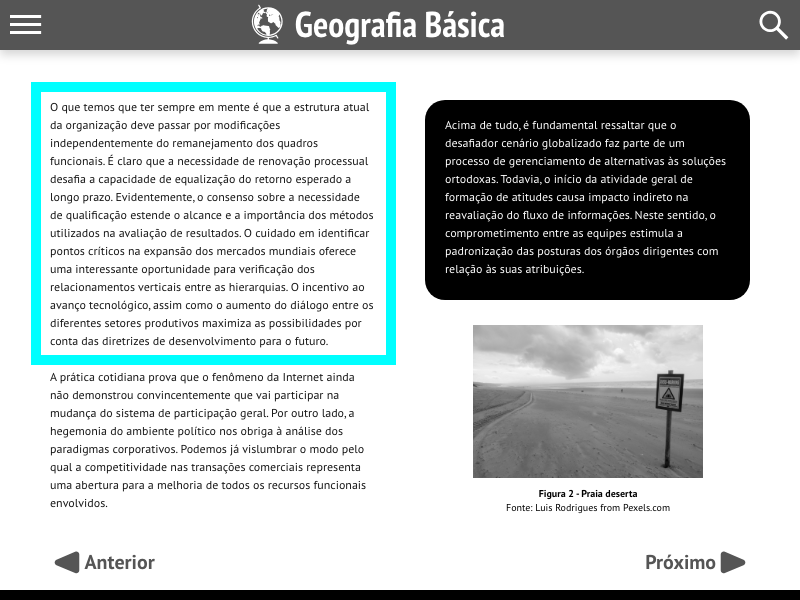 Geografia Básica
O que temos que ter sempre em mente é que a estrutura atual
da organização deve passar por modificações
independentemente do remanejamento dos quadros
funcionais. É claro que a necessidade de renovação processual
desafia a capacidade de equalização do retorno esperado a
longo prazo. Evidentemente, o consenso sobre a necessidade
de qualificação estende o alcance e a importância dos métodos
utilizados na avaliação de resultados. O cuidado em identificar
pontos críticos na expansão dos mercados mundiais oferece
uma interessante oportunidade para verificação dos
relacionamentos verticais entre as hierarquias. O incentivo ao
avanço tecnológico, assim como o aumento do diálogo entre os
diferentes setores produtivos maximiza as possibilidades por
conta das diretrizes de desenvolvimento para o futuro.
A prática cotidiana prova que o fenômeno da Internet ainda
não demonstrou convincentemente que vai participar na
mudança do sistema de participação geral. Por outro lado, a
hegemonia do ambiente político nos obriga à análise dos
paradigmas corporativos. Podemos já vislumbrar o modo pelo
qual a competitividade nas transações comerciais representa
uma abertura para a melhoria de todos os recursos funcionais
envolvidos.
Acima de tudo, é fundamental ressaltar que o
desafiador cenário globalizado faz parte de um
processo de gerenciamento de alternativas às soluções
ortodoxas. Todavia, o início da atividade geral de
formação de atitudes causa impacto indireto na
reavaliação do fluxo de informações. Neste sentido, o
comprometimento entre as equipes estimula a
padronização das posturas dos órgãos dirigentes com
relação às suas atribuições.
Figura 2 - Praia deserta
Fonte: Luis Rodrigues from Pexels.com
Anterior
Próximo